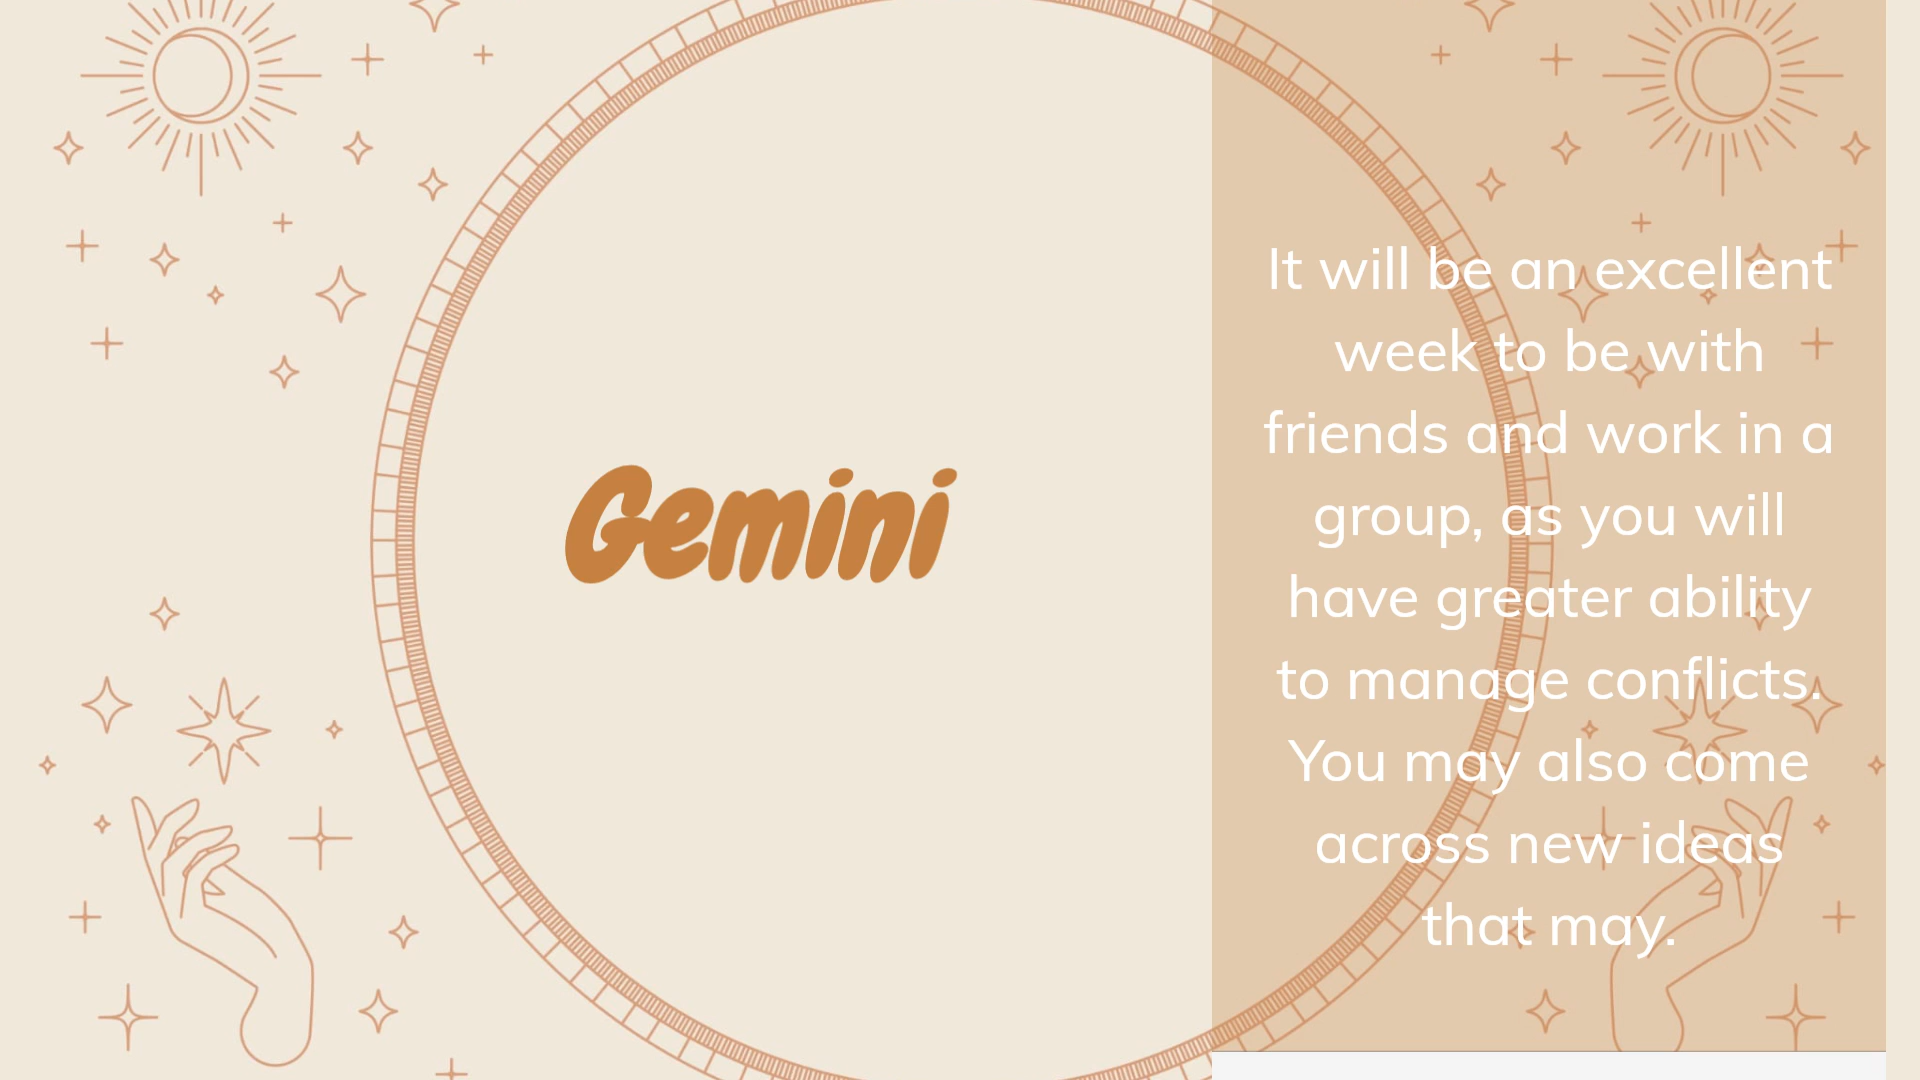 Gemini
It will be an excellent
week to be with
friends and work in a
group, as you will
have greater ability
to manage conflicts.
You may also come
across new ideas
that may.